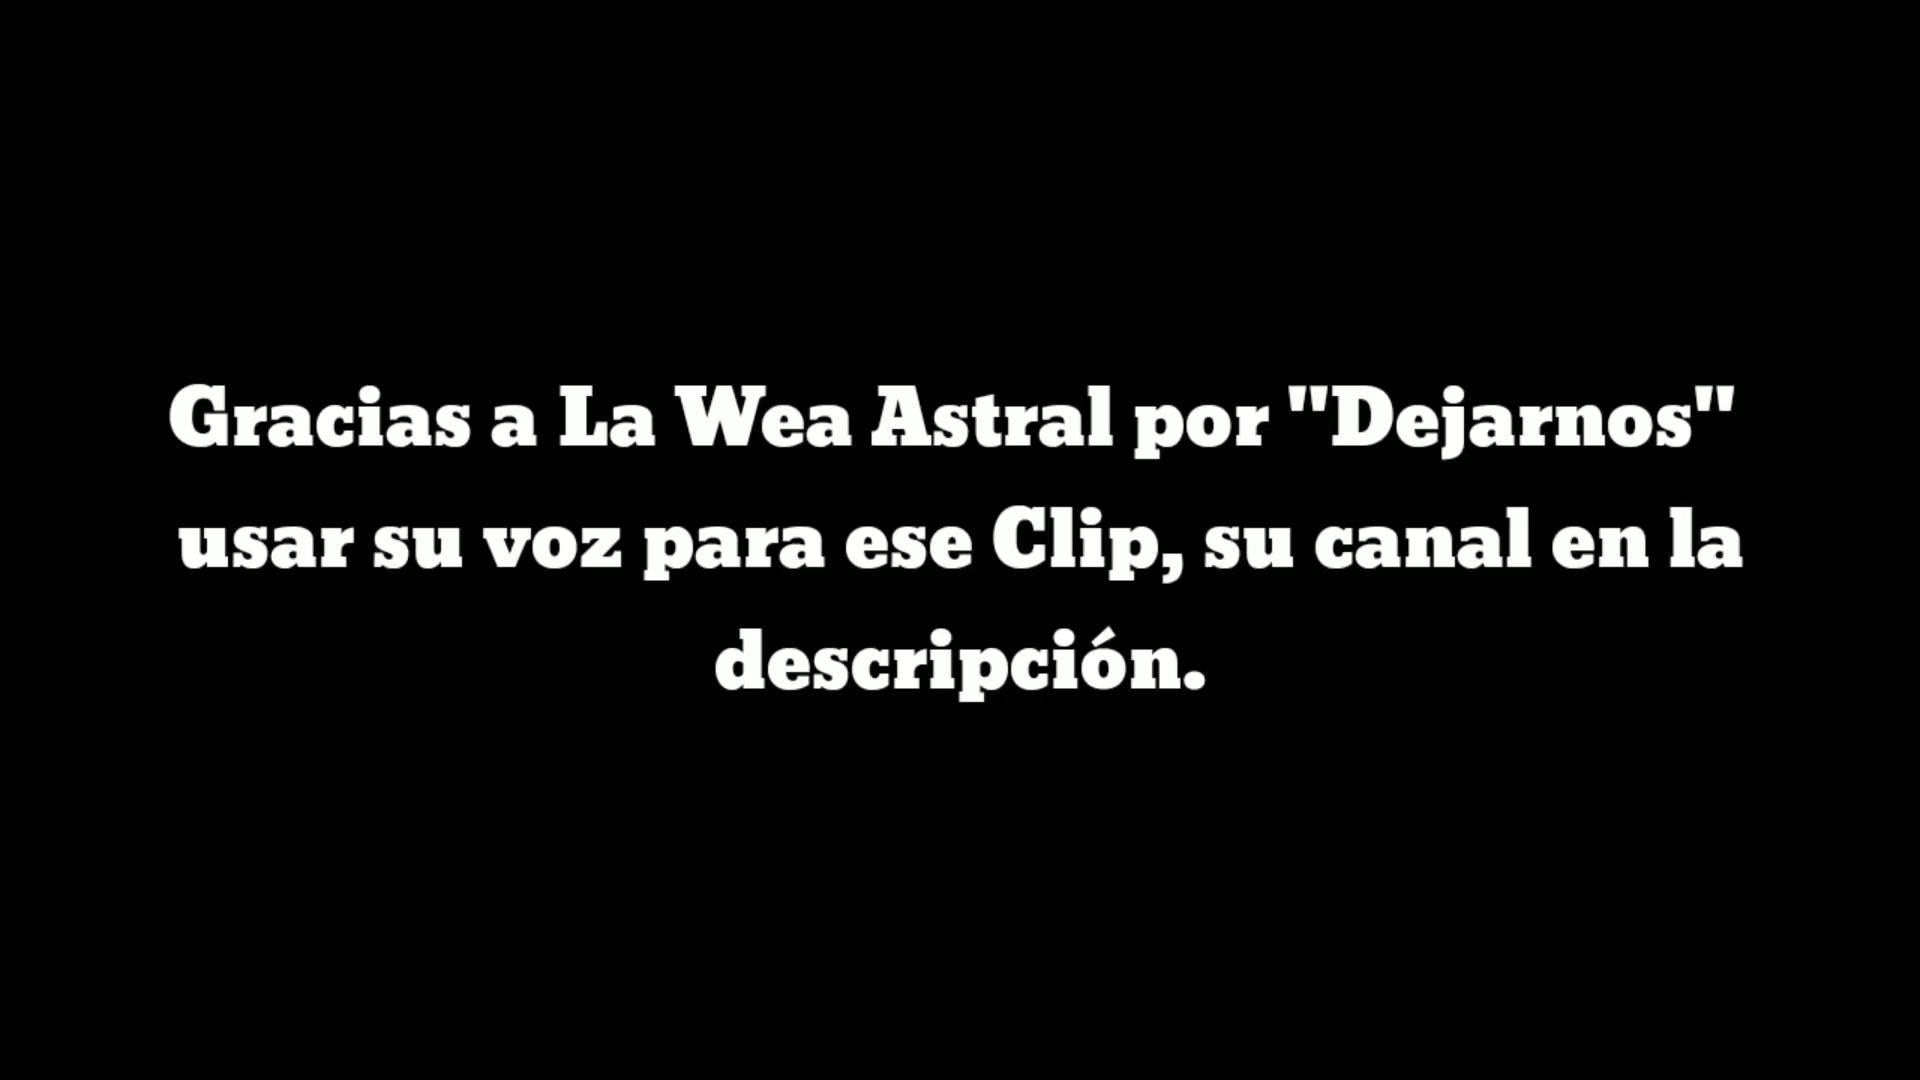 Gracias a La Wea Astral por "Dejarnos"
usar su voz para ese Clip, su canal en la
descripción.